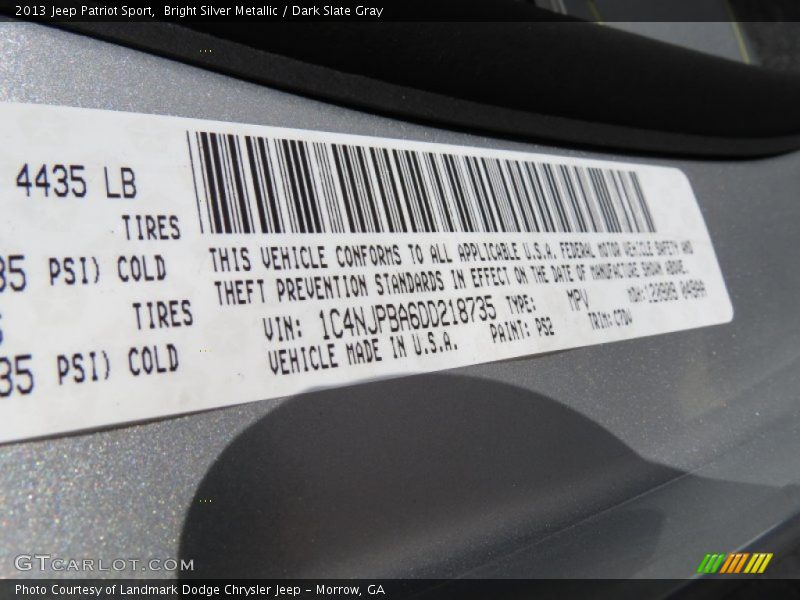 2013 Jeep Patriot Sport, Bright Silver Metallic / Dark Slate Gray
4435 LB
TIRES
35 PSI) COLD
TIRES
35 PSI) COLD
THIS VEHICLE CONFORMS TO ALL APPLICABLE U.S.A. FEDERAL MOTOR VEHICLE SAFETY AND
THEFT PREVENTION STANDARDS IN EFFECT ON THE DATE OF MANUFACTURE SHOWN ABOVE.
VIN: 1C4NJPBA6DD218735 TYPE: MPV MDH:
PAINT: PS2 TRIM:
VEHICLE MADE IN U.S.A.
GTCARLOT.COM
Photo Courtesy of Landmark Dodge Chrysler Jeep - Morrow, GA